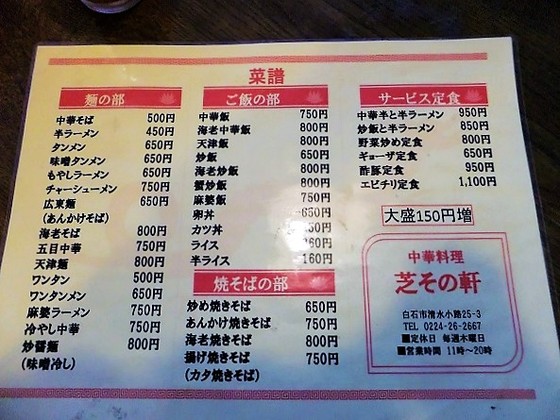 菜譜
麺の部
中華そば 500円
半ラーメン 450円
タンメン 650円
味噌タンメン 650円
もやしラーメン 650円
チャーシューメン 750円
広東麺 650円
(あんかけそば)
海老そば 800円
五目中華 750円
天津麺 800円
ワンタン 500円
ワンタンメン 650円
麻婆ラーメン 750円
冷やし中華 750円
炒醤麺 800円
(味噌冷し)
ご飯の部
中華飯 750円
海老中華飯 800円
天津飯 800円
炒飯 650円
海老炒飯 800円
蟹炒飯 800円
麻婆飯 750円
卵丼 650円
カツ丼 50円
ライス 260円
半ライス 160円
焼そばの部
炒め焼きそば 650円
あんかけ焼きそば 750円
海老焼きそば 800円
揚げ焼きそば 750円
(カタ焼きそば)
サービス定食
中華半と半ラーメン 950円
炒飯と半ラーメン 850円
野菜炒め定食 800円
ギョーザ定食 650円
酢豚定食 950円
エビチリ定食 1,100円
大盛150円増
中華料理
芝その軒
白石市清水小路25-3
TEL 0224-26-2667
■定休日 毎週木曜日
■営業時間 11時～20時